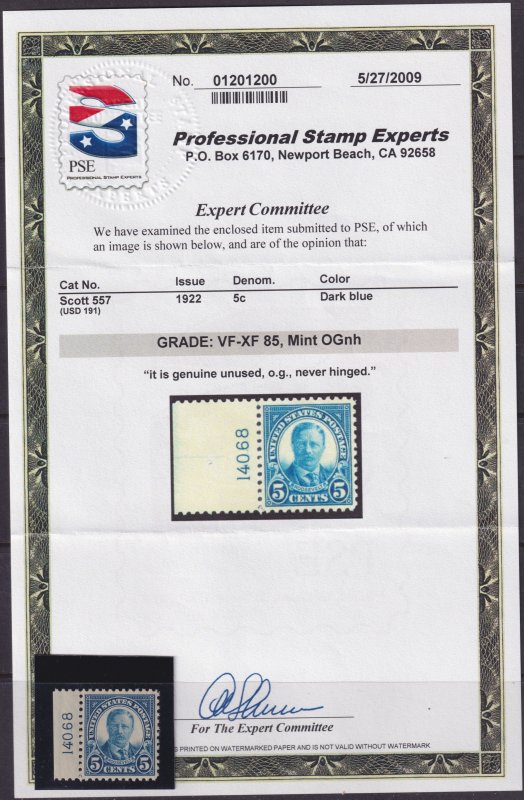 No. 01201200 5/27/2009
PSE
PROFESSIONAL STAMP EXPERTS
Professional Stamp Experts
P.O. Box 6170, Newport Beach, CA 92658
Expert Committee
We have examined the enclosed item submitted to PSE, of which
an image is shown below, and are of the opinion that:
Cat No. Issue Denom. Color
Scott 557 1922 5c Dark blue
(USD 191)
GRADE: VF-XF 85, Mint OGnh
“it is genuine unused, o.g., never hinged.”
14068
UNITED STATES POSTAGE
ROOSEVELT
5 CENTS 5
For The Expert Committee
IS PRINTED ON WATERMARKED PAPER AND IS NOT VALID WITHOUT WATERMARK
14068
UNITED STATES POSTAGE
ROOSEVELT
5 CENTS 5